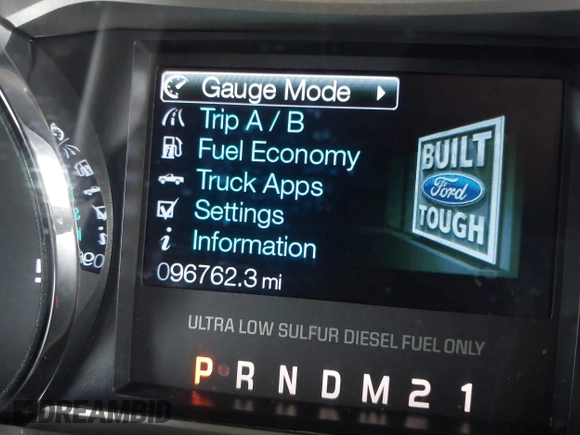 Gauge Mode
Trip A / B
Fuel Economy
Truck Apps
Settings
Information
096762.3 mi
BUILT
Ford
TOUGH
ULTRA LOW SULFUR DIESEL FUEL ONLY
P R N D M 2 1
DREAMBID